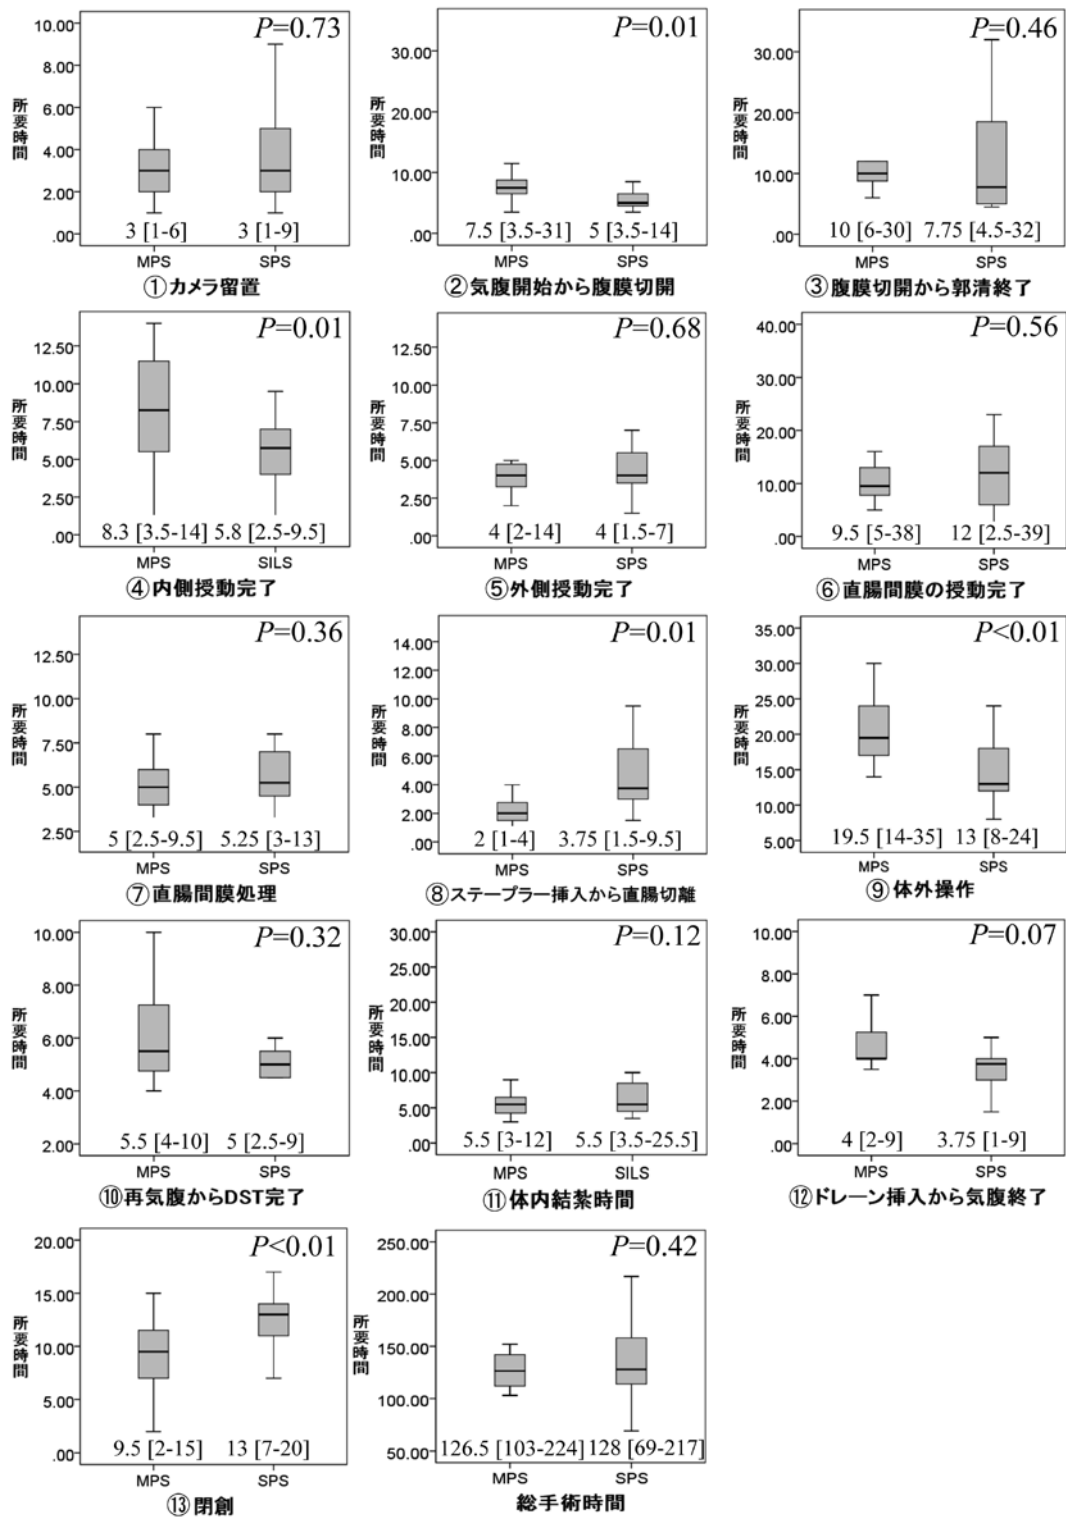 10.00
8.00
6.00
4.00
2.00
.00
所要時間
P=0.73
3 [1-6] 3 [1-9]
MPS SPS
①カメラ留置
30.00
20.00
10.00
.00
所要時間
P=0.01
7.5 [3.5-31] 5 [3.5-14]
MPS SPS
②気腹開始から腹膜切開
30.00
20.00
10.00
.00
所要時間
P=0.46
10 [6-30] 7.75 [4.5-32]
MPS SPS
③腹膜切開から郭清終了
12.50
10.00
7.50
5.00
2.50
.00
所要時間
P=0.01
8.3 [3.5-14] 5.8 [2.5-9.5]
MPS SILS
④内側授動完了
12.50
10.00
7.50
5.00
2.50
.00
所要時間
P=0.68
4 [2-14] 4 [1.5-7]
MPS SPS
⑤外側授動完了
40.00
30.00
20.00
10.00
.00
所要時間
P=0.56
9.5 [5-38] 12 [2.5-39]
MPS SPS
⑥直腸間膜の授動完了
12.50
10.00
7.50
5.00
2.50
所要時間
P=0.36
5 [2.5-9.5] 5.25 [3-13]
MPS SPS
⑦直腸間膜処理
14.00
12.00
10.00
8.00
6.00
4.00
2.00
.00
所要時間
P=0.01
2 [1-4] 3.75 [1.5-9.5]
MPS SPS
⑧ステープラー挿入から直腸切離
35.00
30.00
25.00
20.00
15.00
10.00
5.00
所要時間
P<0.01
19.5 [14-35] 13 [8-24]
MPS SPS
⑨体外操作
10.00
8.00
6.00
4.00
2.00
所要時間
P=0.32
5.5 [4-10] 5 [2.5-9]
MPS SPS
⑩再気腹からDST完了
30.00
25.00
20.00
15.00
10.00
5.00
.00
所要時間
P=0.12
5.5 [3-12] 5.5 [3.5-25.5]
MPS SILS
⑪体内結紮時間
10.00
8.00
6.00
4.00
2.00
.00
所要時間
P=0.07
4 [2-9] 3.75 [1-9]
MPS SPS
⑫ドレーン挿入から気腹終了
20.00
15.00
10.00
5.00
.00
所要時間
P<0.01
9.5 [2-15] 13 [7-20]
MPS SPS
⑬閉創
250.00
200.00
150.00
100.00
50.00
所要時間
P=0.42
126.5 [103-224] 128 [69-217]
MPS SPS
総手術時間